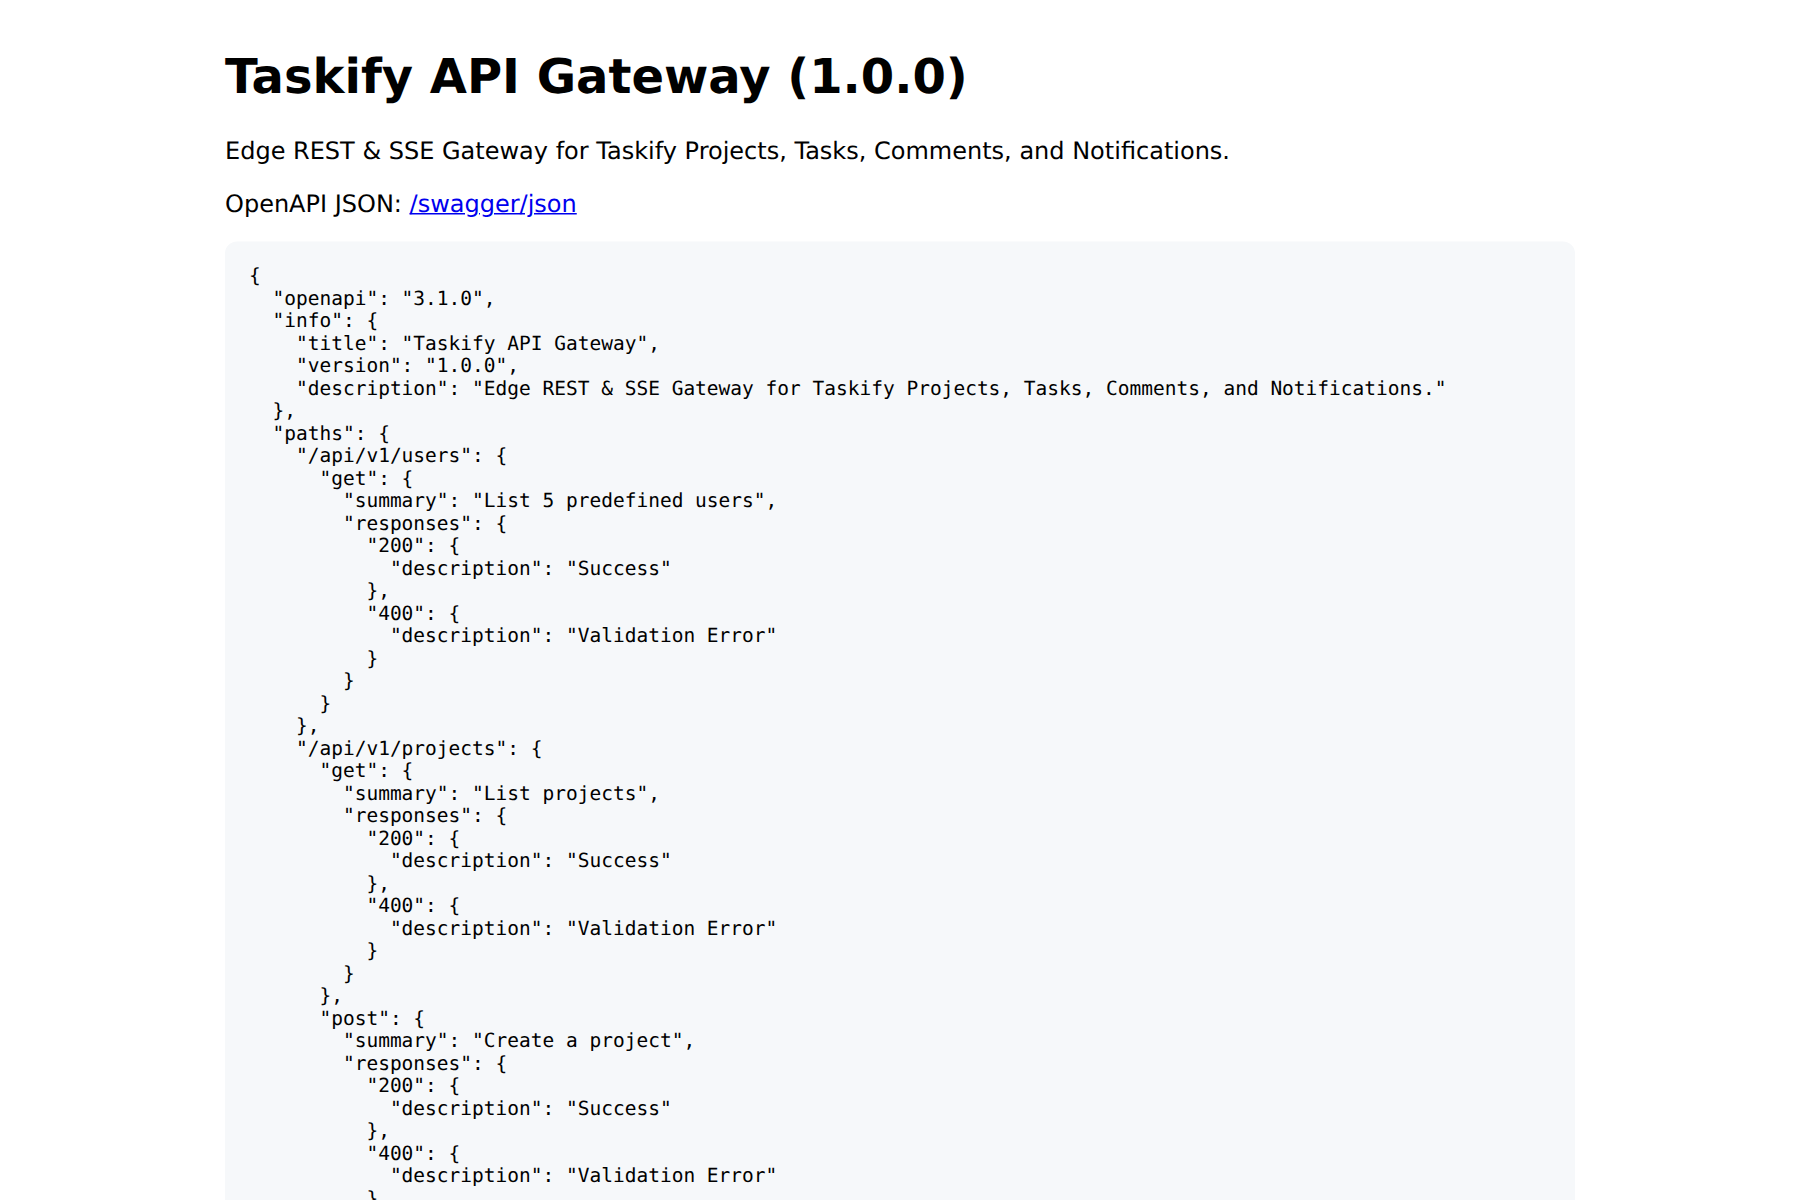 Taskify API Gateway (1.0.0)
Edge REST & SSE Gateway for Taskify Projects, Tasks, Comments, and Notifications.
OpenAPI JSON: /swagger/json
{
  "openapi": "3.1.0",
  "info": {
    "title": "Taskify API Gateway",
    "version": "1.0.0",
    "description": "Edge REST & SSE Gateway for Taskify Projects, Tasks, Comments, and Notifications."
  },
  "paths": {
    "/api/v1/users": {
      "get": {
        "summary": "List 5 predefined users",
        "responses": {
          "200": {
            "description": "Success"
          },
          "400": {
            "description": "Validation Error"
          }
        }
      }
    },
    "/api/v1/projects": {
      "get": {
        "summary": "List projects",
        "responses": {
          "200": {
            "description": "Success"
          },
          "400": {
            "description": "Validation Error"
          }
        }
      },
      "post": {
        "summary": "Create a project",
        "responses": {
          "200": {
            "description": "Success"
          },
          "400": {
            "description": "Validation Error"
          }